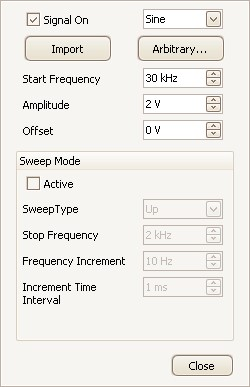 Signal On Sine
Import Arbitrary...
Start Frequency 30 kHz
Amplitude 2 V
Offset 0 V
Sweep Mode
Active
SweepType Up
Stop Frequency 2 kHz
Frequency Increment 10 Hz
Increment Time 1 ms
Interval
Close